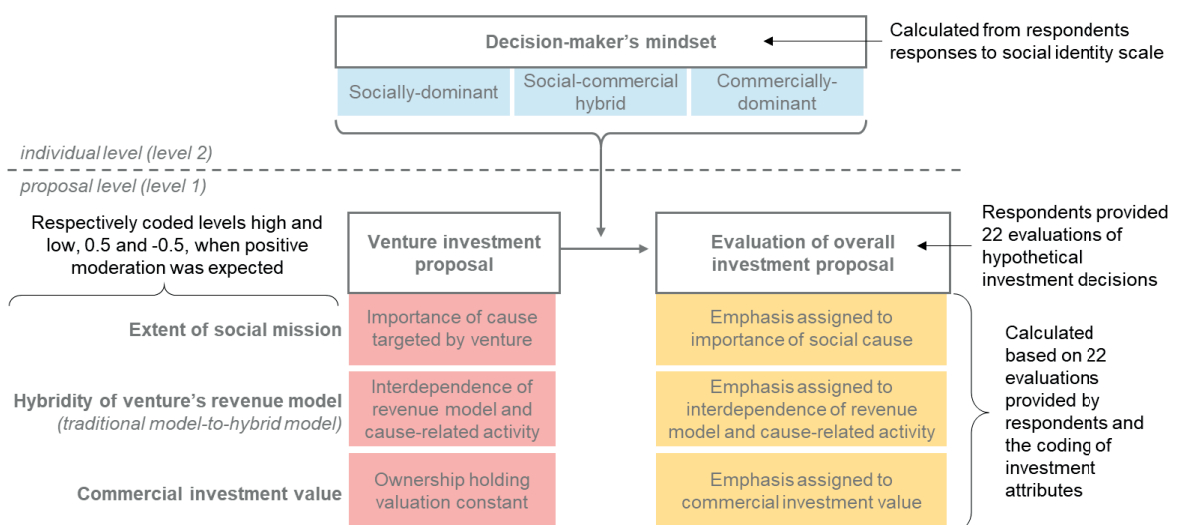 Decision-maker's mindset
Calculated from respondents
responses to social identity scale
Socially-dominant
Social-commercial
hybrid
Commercially-
dominant
individual level (level 2)
proposal level (level 1)
Respectively coded levels high and
low, 0.5 and -0.5, when positive
moderation was expected
Venture investment
proposal
Evaluation of overall
investment proposal
Respondents provided
22 evaluations of
hypothetical
investment decisions
Extent of social mission
Importance of cause
targeted by venture
Emphasis assigned to
importance of social cause
Hybridity of venture's revenue model
(traditional model-to-hybrid model)
Interdependence of
revenue model and
cause-related activity
Emphasis assigned to
interdependence of revenue
model and cause-related activity
Commercial investment value
Ownership holding
valuation constant
Emphasis assigned to
commercial investment value
Calculated
based on 22
evaluations
provided by
respondents and
the coding of
investment
attributes